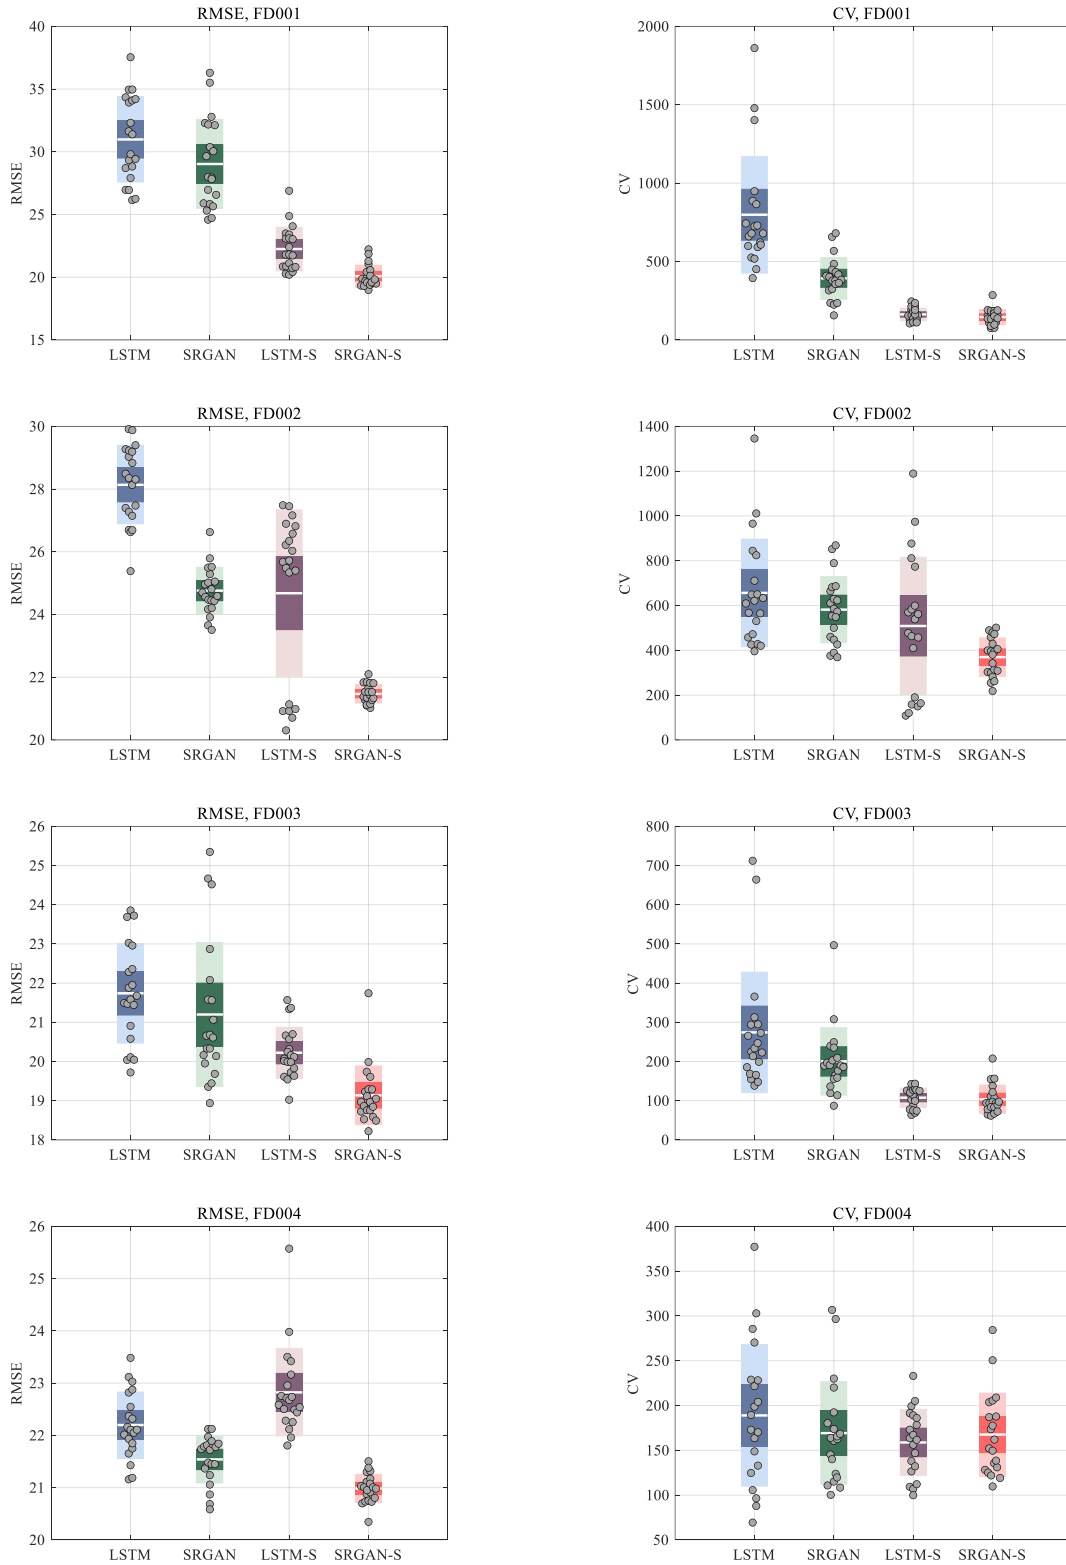 RMSE, FD001
40
35
30
25
20
15
RMSE
LSTM SRGAN LSTM-S SRGAN-S
CV, FD001
2000
1500
1000
500
0
CV
LSTM SRGAN LSTM-S SRGAN-S
RMSE, FD002
30
28
26
24
22
20
RMSE
LSTM SRGAN LSTM-S SRGAN-S
CV, FD002
1400
1200
1000
800
600
400
200
0
CV
LSTM SRGAN LSTM-S SRGAN-S
RMSE, FD003
26
25
24
23
22
21
20
19
18
RMSE
LSTM SRGAN LSTM-S SRGAN-S
CV, FD003
800
700
600
500
400
300
200
100
0
CV
LSTM SRGAN LSTM-S SRGAN-S
RMSE, FD004
26
25
24
23
22
21
20
RMSE
LSTM SRGAN LSTM-S SRGAN-S
CV, FD004
400
350
300
250
200
150
100
50
CV
LSTM SRGAN LSTM-S SRGAN-S